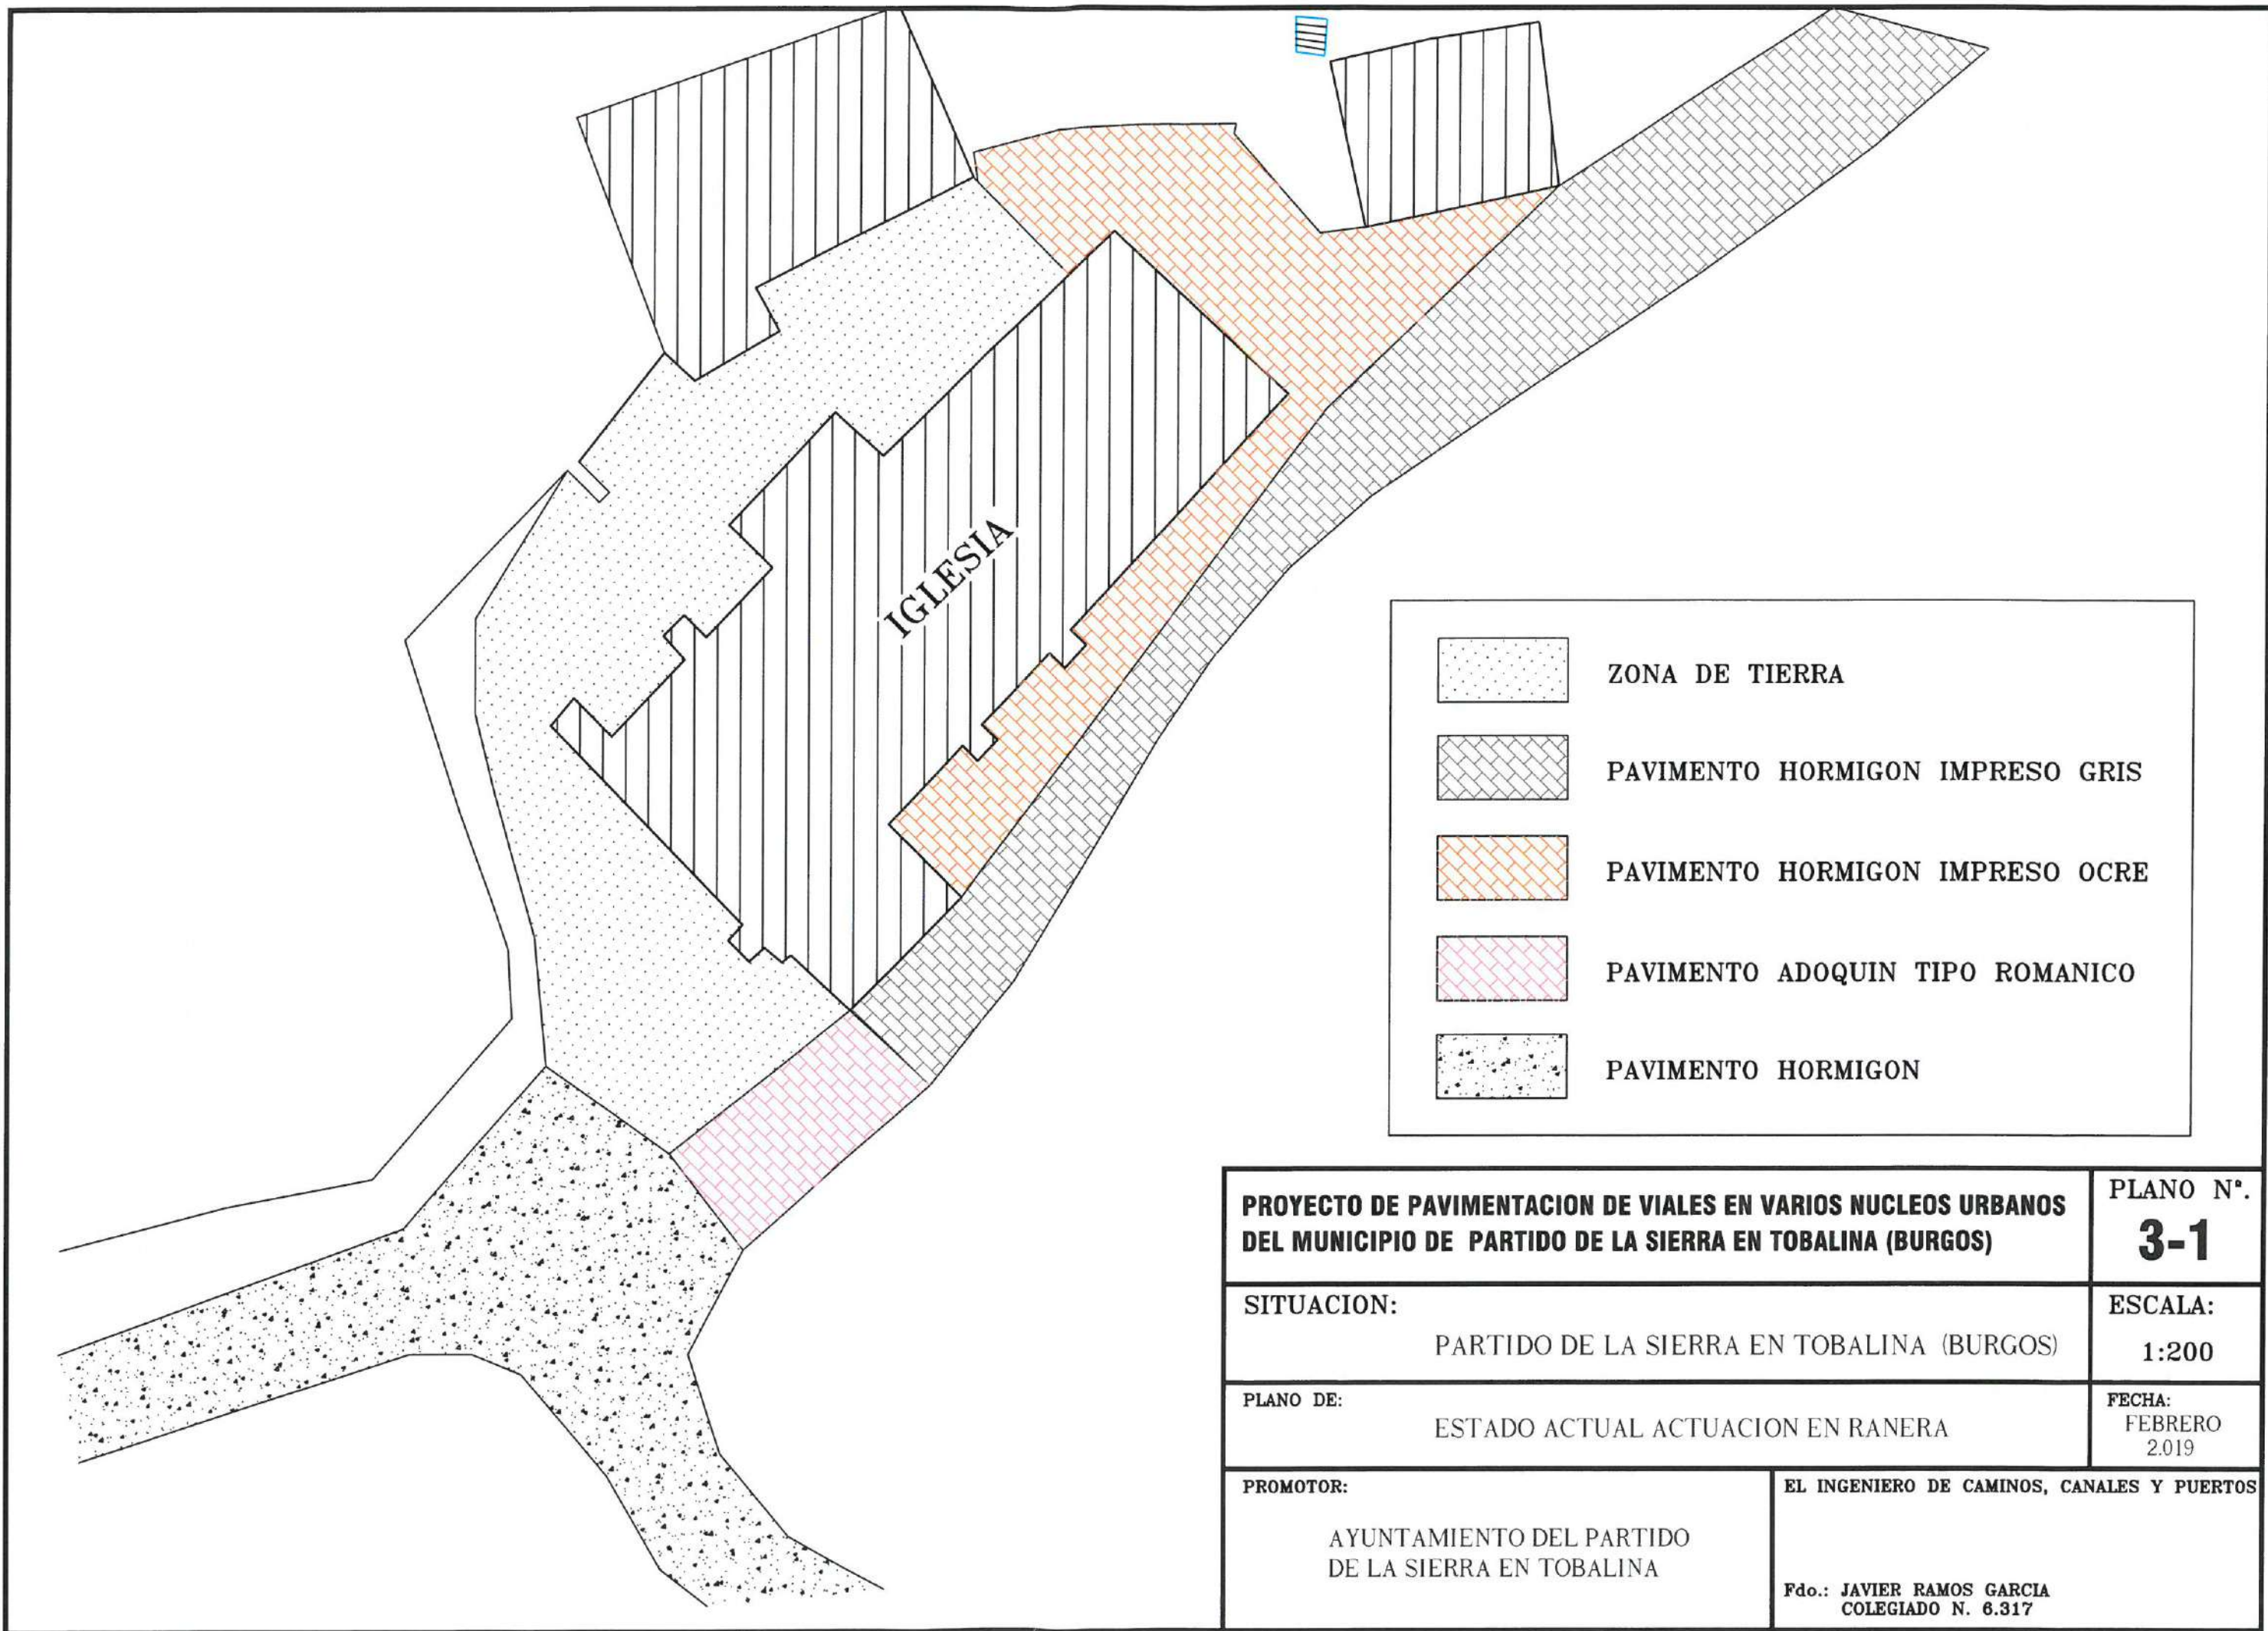 IGLESIA
ZONA DE TIERRA
PAVIMENTO HORMIGON IMPRESO GRIS
PAVIMENTO HORMIGON IMPRESO OCRE
PAVIMENTO ADOQUIN TIPO ROMANICO
PAVIMENTO HORMIGON
PROYECTO DE PAVIMENTACION DE VIALES EN VARIOS NUCLEOS URBANOS
DEL MUNICIPIO DE PARTIDO DE LA SIERRA EN TOBALINA (BURGOS)
PLANO Nº.
3-1
SITUACION:
PARTIDO DE LA SIERRA EN TOBALINA (BURGOS)
ESCALA:
1:200
PLANO DE:
ESTADO ACTUAL ACTUACION EN RANERA
FECHA:
FEBRERO
2.019
PROMOTOR:
AYUNTAMIENTO DEL PARTIDO
DE LA SIERRA EN TOBALINA
EL INGENIERO DE CAMINOS, CANALES Y PUERTOS
Fdo.: JAVIER RAMOS GARCIA
COLEGIADO N. 6.317